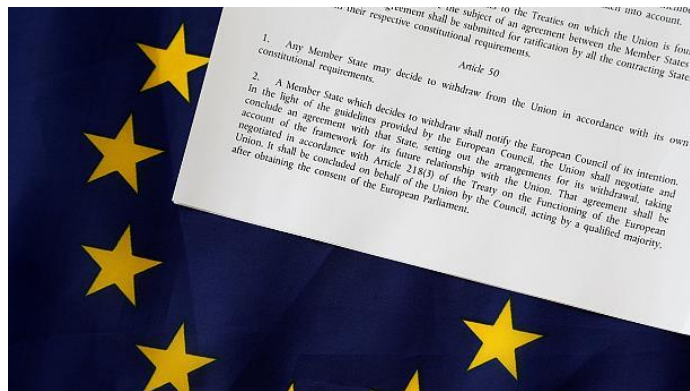 into account.
to the Treaties on which the Union is fou
the subject of an agreement between the Member States
agreement shall be submitted for ratification by all the contracting State
their respective constitutional requirements.
Article 50
1. Any Member State may decide to withdraw from the Union in accordance with its own
constitutional requirements.
2. A Member State which decides to withdraw shall notify the European Council of its intention.
In the light of the guidelines provided by the European Council, the Union shall negotiate and
conclude an agreement with that State, setting out the arrangements for its withdrawal, taking
account of the framework for its future relationship with the Union. That agreement shall be
negotiated in accordance with Article 218(3) of the Treaty on the Functioning of the European
Union. It shall be concluded on behalf of the Union by the Council, acting by a qualified majority,
after obtaining the consent of the European Parliament.